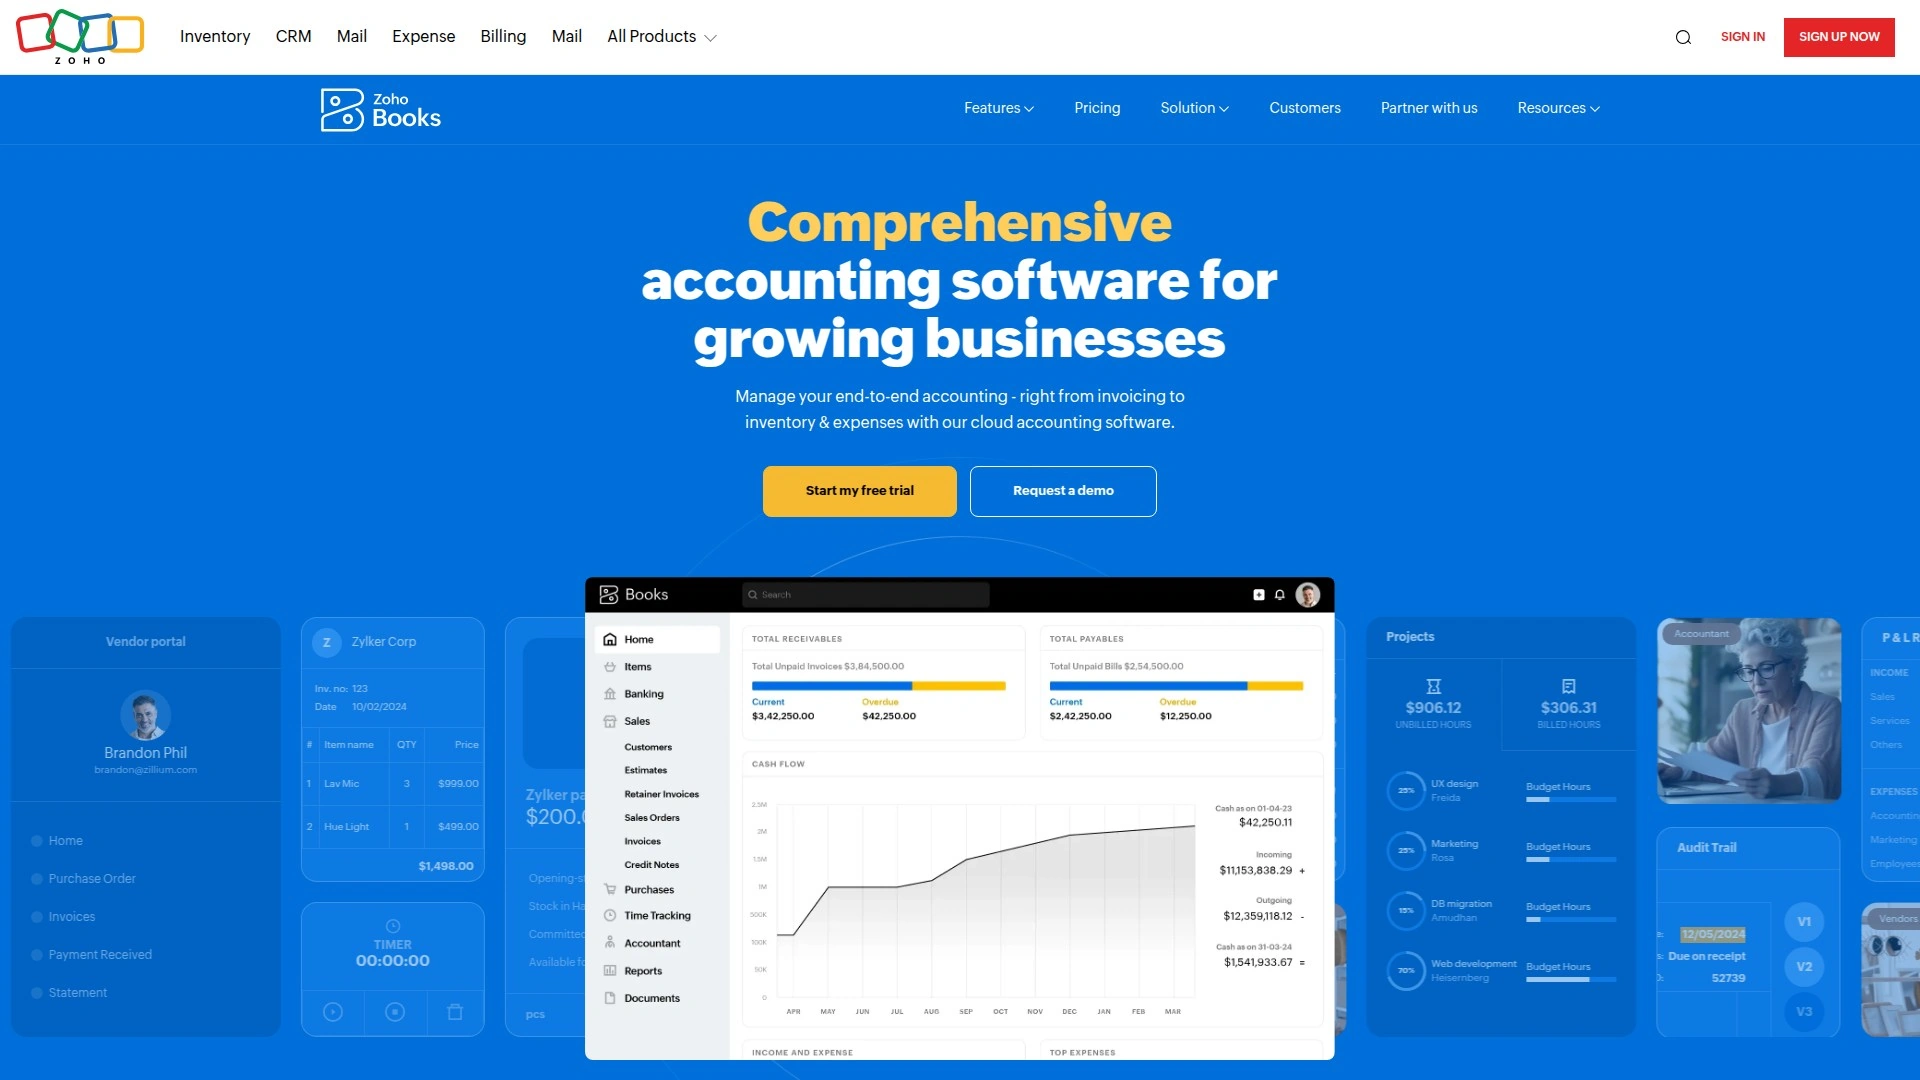 ZOHO
Inventory CRM Mail Expense Billing Mail All Products
SIGN IN SIGN UP NOW
Zoho
Books
Features Pricing Solution Customers Partner with us Resources
Comprehensive
accounting software for
growing businesses
Manage your end-to-end accounting - right from invoicing to
inventory & expenses with our cloud accounting software.
Start my free trial
Request a demo
Vendor portal
Brandon Phil
brandon@zillium.com
Home
Purchase Order
Invoices
Payment Received
Statement
Z Zylker Corp
Inv. no: 123
Date 10/02/2024
# Item name QTY Price
1 Lav Mic 3 $999.00
2 Hue Light 1 $499.00
$1,498.00
TIMER
00:00:00
Zylker pa
$200.
Opening-st
Stock in Ha
Committed
Available fo
pcs
Books
Search
Home
Items
Banking
Sales
Customers
Estimates
Retainer Invoices
Sales Orders
Invoices
Credit Notes
Purchases
Time Tracking
Accountant
Reports
Documents
TOTAL RECEIVABLES
Total Unpaid Invoices $3,84,500.00
Current Overdue
$3,42,250.00 $42,250.00
TOTAL PAYABLES
Total Unpaid Bills $2,54,500.00
Current Overdue
$2,42,250.00 $12,250.00
CASH FLOW
2.5M
2M
1.5M
1M
500K
100K
50K
0
APR MAY JUN JUL AUG SEP OCT NOV DEC JAN FEB MAR
Cash as on 01-04-23
$42,250.11
Incoming
$11,153,838.29 +
Outgoing
$12,359,118.12 -
Cash as on 31-03-24
$1,541,933.67 =
INCOME AND EXPENSE
TOP EXPENSES
Projects
$906.12
UNBILLED HOURS
$306.31
BILLED HOURS
25% UX design Budget Hours
Freida
25% Marketing Budget Hours
Rosa
15% DB migration Budget Hours
Amudhan
70% Web development Budget Hours
Heisernberg
Accountant
Audit Trail
12/05/2024
Due on receipt
52739
V1
V2
V3
P & L R
INCOME
Sales
Services
Others
EXPENSES
Accountin
Marketing
Employees
Vendors